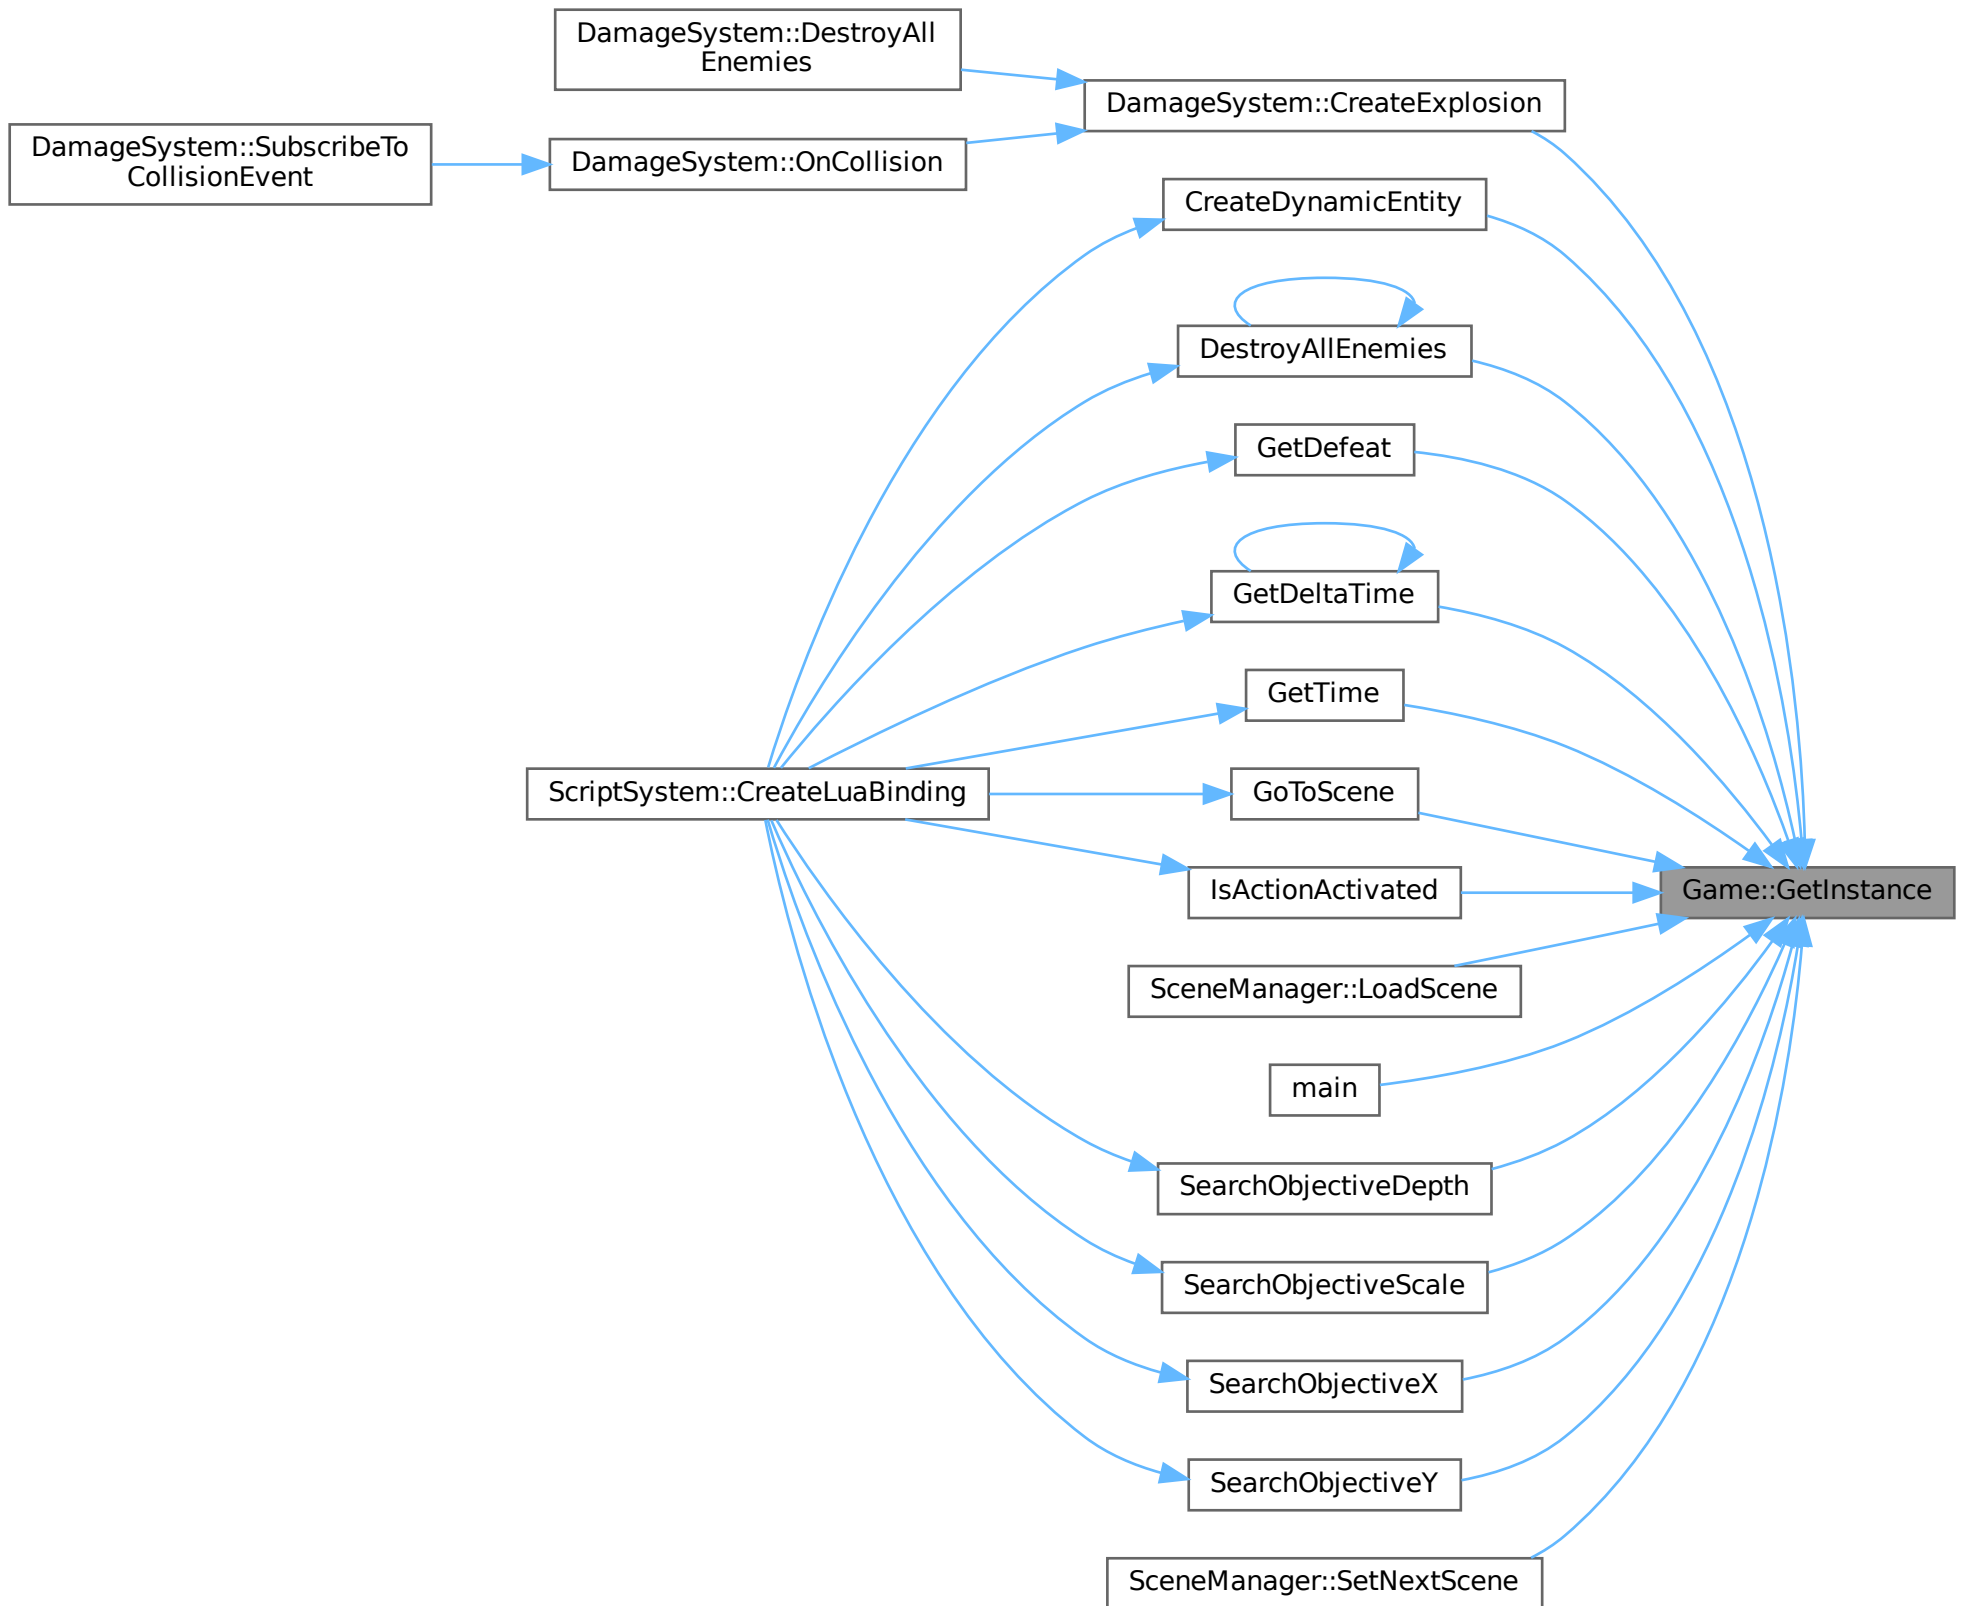 DamageSystem::DestroyAll
Enemies
DamageSystem::CreateExplosion
DamageSystem::SubscribeTo
CollisionEvent
DamageSystem::OnCollision
CreateDynamicEntity
DestroyAllEnemies
GetDefeat
GetDeltaTime
GetTime
ScriptSystem::CreateLuaBinding
GoToScene
IsActionActivated
Game::GetInstance
SceneManager::LoadScene
main
SearchObjectiveDepth
SearchObjectiveScale
SearchObjectiveX
SearchObjectiveY
SceneManager::SetNextScene